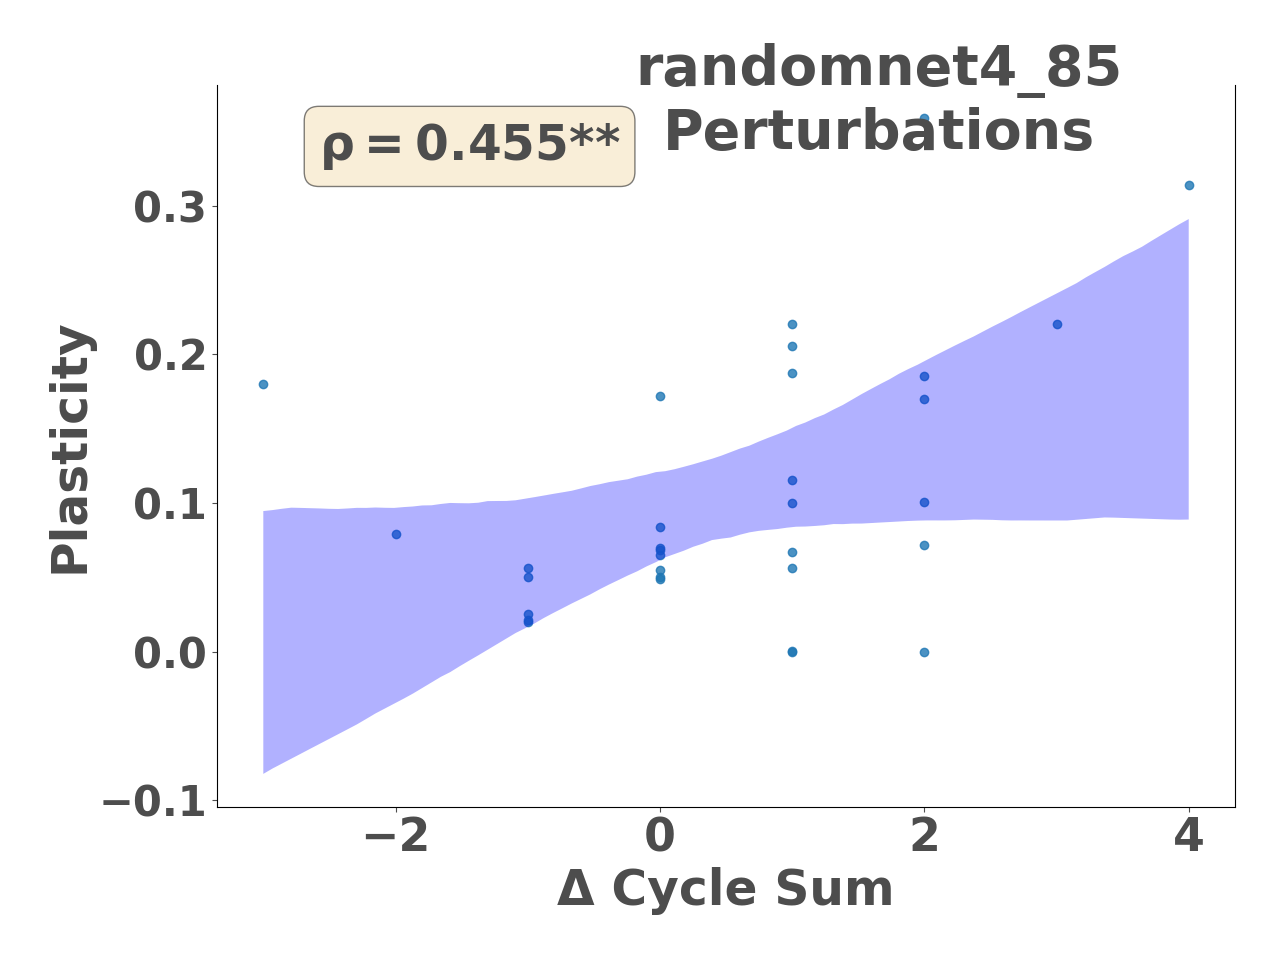 randomnet4_85
Perturbations
ρ = 0.455**
0.3
0.2
0.1
0.0
−0.1
Plasticity
−2 0 2 4
Δ Cycle Sum